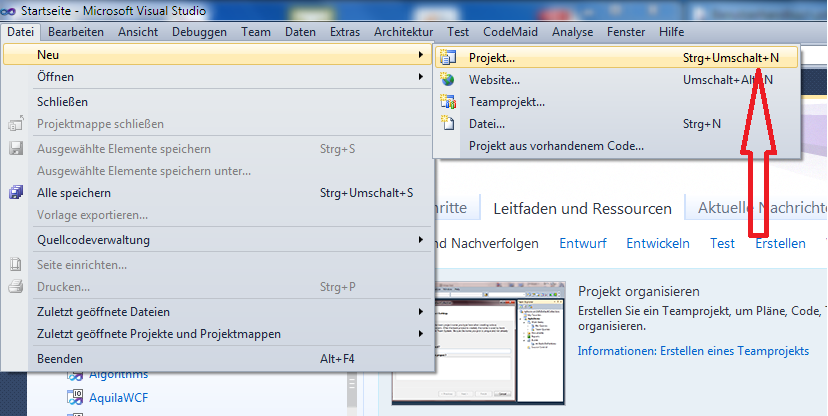 Startseite - Microsoft Visual Studio
Datei Bearbeiten Ansicht Debuggen Team Daten Extras Architektur Test CodeMaid Analyse Fenster Hilfe
Neu
Öffnen
Schließen
Projektmappe schließen
Ausgewählte Elemente speichern Strg+S
Ausgewählte Elemente speichern unter...
Alle speichern Strg+Umschalt+S
Vorlage exportieren...
Quellcodeverwaltung
Seite einrichten...
Drucken... Strg+P
Zuletzt geöffnete Dateien
Zuletzt geöffnete Projekte und Projektmappen
Beenden Alt+F4
Projekt... Strg+Umschalt+N
Website... Umschalt+Alt+N
Teamprojekt...
Datei... Strg+N
Projekt aus vorhandenem Code...
hritte Leitfaden und Ressourcen Aktuelle Nachrichte
nd Nachverfolgen Entwurf Entwickeln Test Erstellen
Projekt organisieren
Erstellen Sie ein Teamprojekt, um Pläne, Code, T
organisieren.
Informationen: Erstellen eines Teamprojekts
Algorithms
AquilaWCF